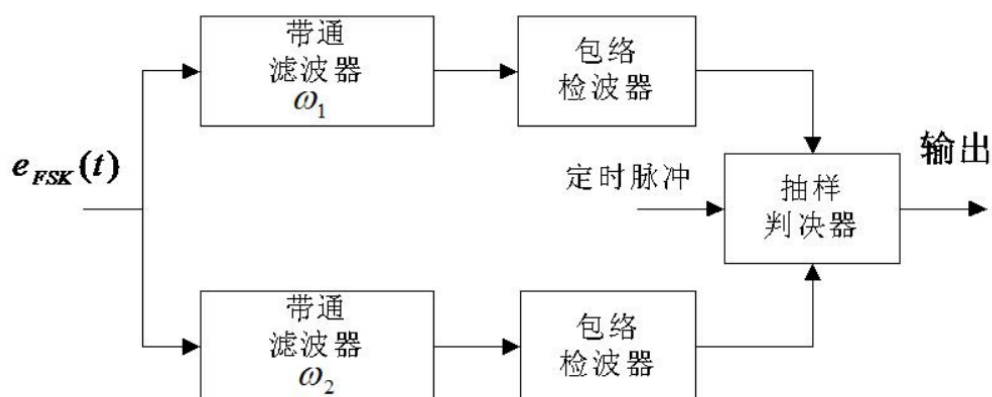 带通
滤波器
ω₁
包络
检波器
e_FSK(t)
定时脉冲
抽样
判决器
输出
带通
滤波器
ω₂
包络
检波器